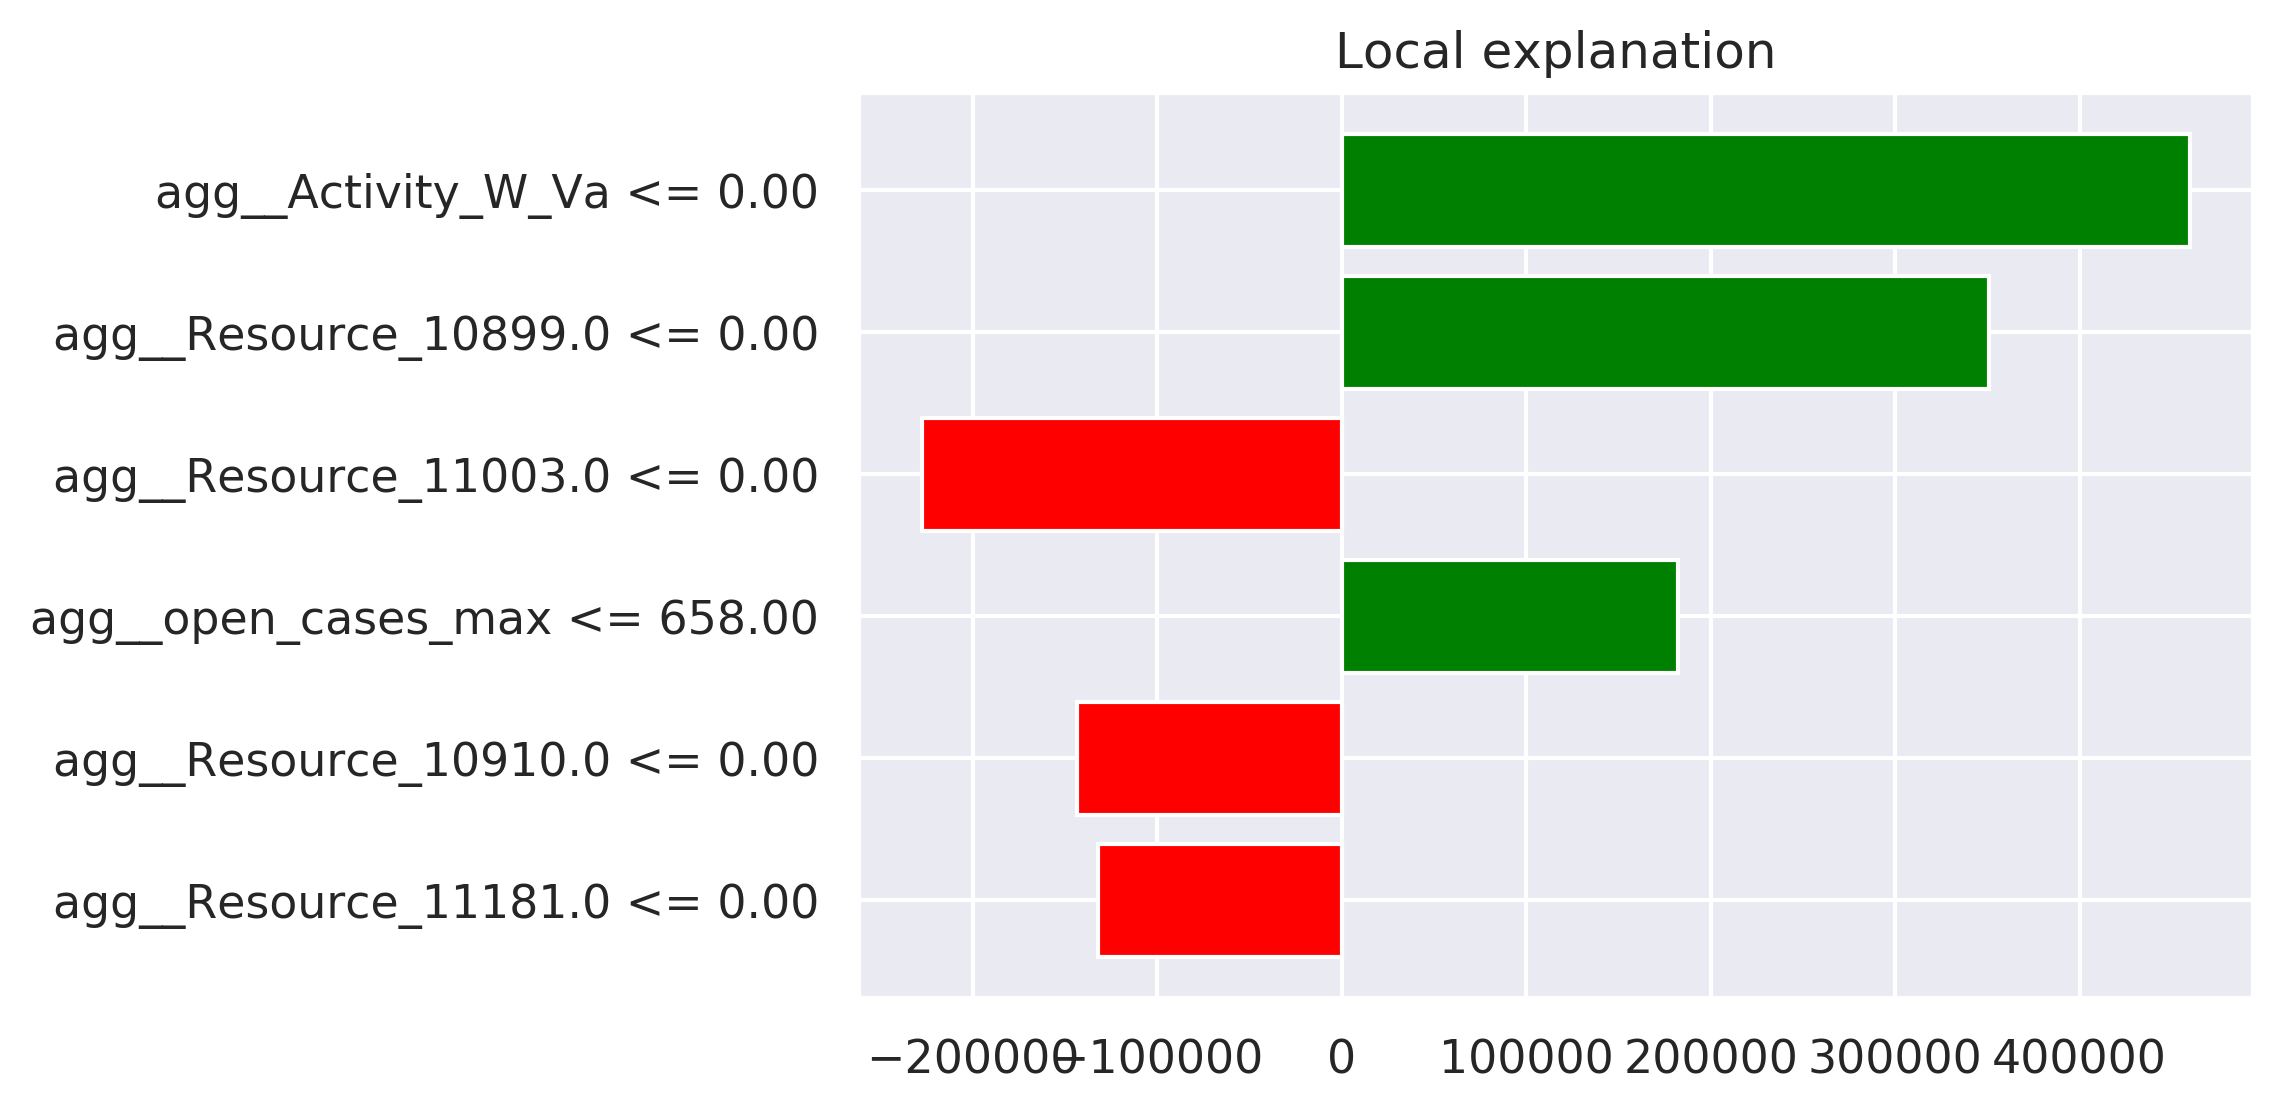 Local explanation
agg__Activity_W_Va <= 0.00
agg__Resource_10899.0 <= 0.00
agg__Resource_11003.0 <= 0.00
agg__open_cases_max <= 658.00
agg__Resource_10910.0 <= 0.00
agg__Resource_11181.0 <= 0.00
−200000 −100000 0 100000 200000 300000 400000